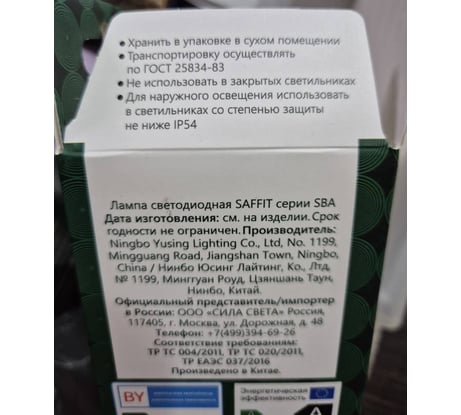 • Хранить в упаковке в сухом помещении
• Транспортировку осуществлять
по ГОСТ 25834-83
• Не использовать в закрытых светильниках
• Для наружного освещения использовать
в светильниках со степенью защиты
не ниже IP54
Лампа светодиодная SAFFIT серии SBA
Дата изготовления: см. на изделии. Срок
годности не ограничен. Производитель:
Ningbo Yusing Lighting Co., Ltd, No. 1199,
Mingguang Road, Jiangshan Town, Ningbo,
China / Нинбо Юсинг Лайтинг, Ко., Лтд,
№ 1199, Мингуан Роуд, Цзяншань Таун,
Нинбо, Китай.
Официальный представитель/импортер
в России: ООО «СИЛА СВЕТА» Россия,
117405, г. Москва, ул. Дорожная, д. 48
Телефон: +7(499)394-69-26
Соответствие требованиям:
ТР ТС 004/2011, ТР ТС 020/2011,
ТР ЕАЭС 037/2016
Произведено в Китае.
BY
Энергетическая
эффективность